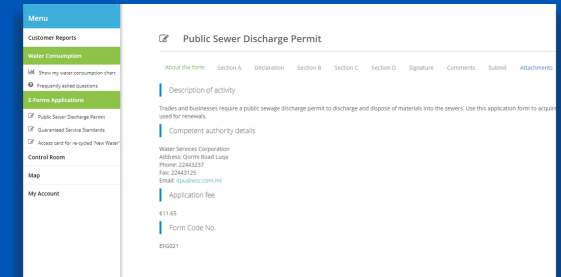 Menu
Customer Reports
Water Consumption
Show my water consumption chart
Frequently asked questions
E-Forms Applications
Public Sewer Discharge Permit
Guaranteed Service Standards
Access card for re-cycled 'New Water'
Control Room
Map
My Account
Public Sewer Discharge Permit
About the form Section A Declaration Section B Section C Section D Signature Comments Submit Attachments
Description of activity
Trades and businesses require a public sewage discharge permit to discharge and dispose of materials into the sewers. Use this application form to acquire
used for renewals.
Competent authority details
Water Services Corporation
Address: Qormi Road Luqa
Phone: 22443237
Fax: 22443125
Email: dpu@wsc.com.mt
Application fee
€11.65
Form Code No.
EFG021